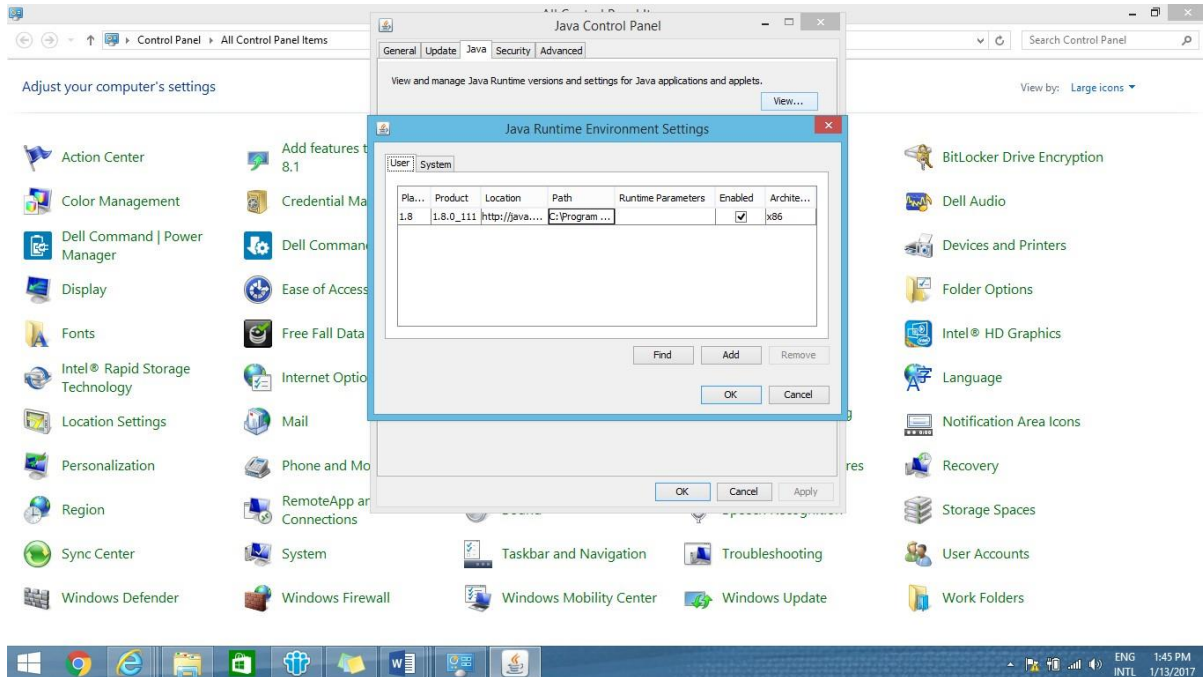 Java Control Panel
Control Panel
All Control Panel Items
Search Control Panel
General
Update
Java
Security
Advanced
View and manage Java Runtime versions and settings for Java applications and applets.
View...
Adjust your computer's settings
View by: Large icons
Java Runtime Environment Settings
User
System
Pla... Product Location Path Runtime Parameters Enabled Archite...
1.8 1.8.0_111 http://java.... C:\Program ... x86
Find
Add
Remove
OK
Cancel
OK
Cancel
Apply
Action Center
Add features t
8.1
BitLocker Drive Encryption
Color Management
Credential Ma
Dell Audio
Dell Command | Power
Manager
Dell Comman
Devices and Printers
Display
Ease of Access
Folder Options
Fonts
Free Fall Data
Intel® HD Graphics
Intel® Rapid Storage
Technology
Internet Optio
Language
Location Settings
Mail
Notification Area Icons
Personalization
Phone and Mo
res
Recovery
Region
RemoteApp an
Connections
Storage Spaces
Sync Center
System
Taskbar and Navigation
Troubleshooting
User Accounts
Windows Defender
Windows Firewall
Windows Mobility Center
Windows Update
Work Folders
ENG
INTL
1:45 PM
1/13/2017